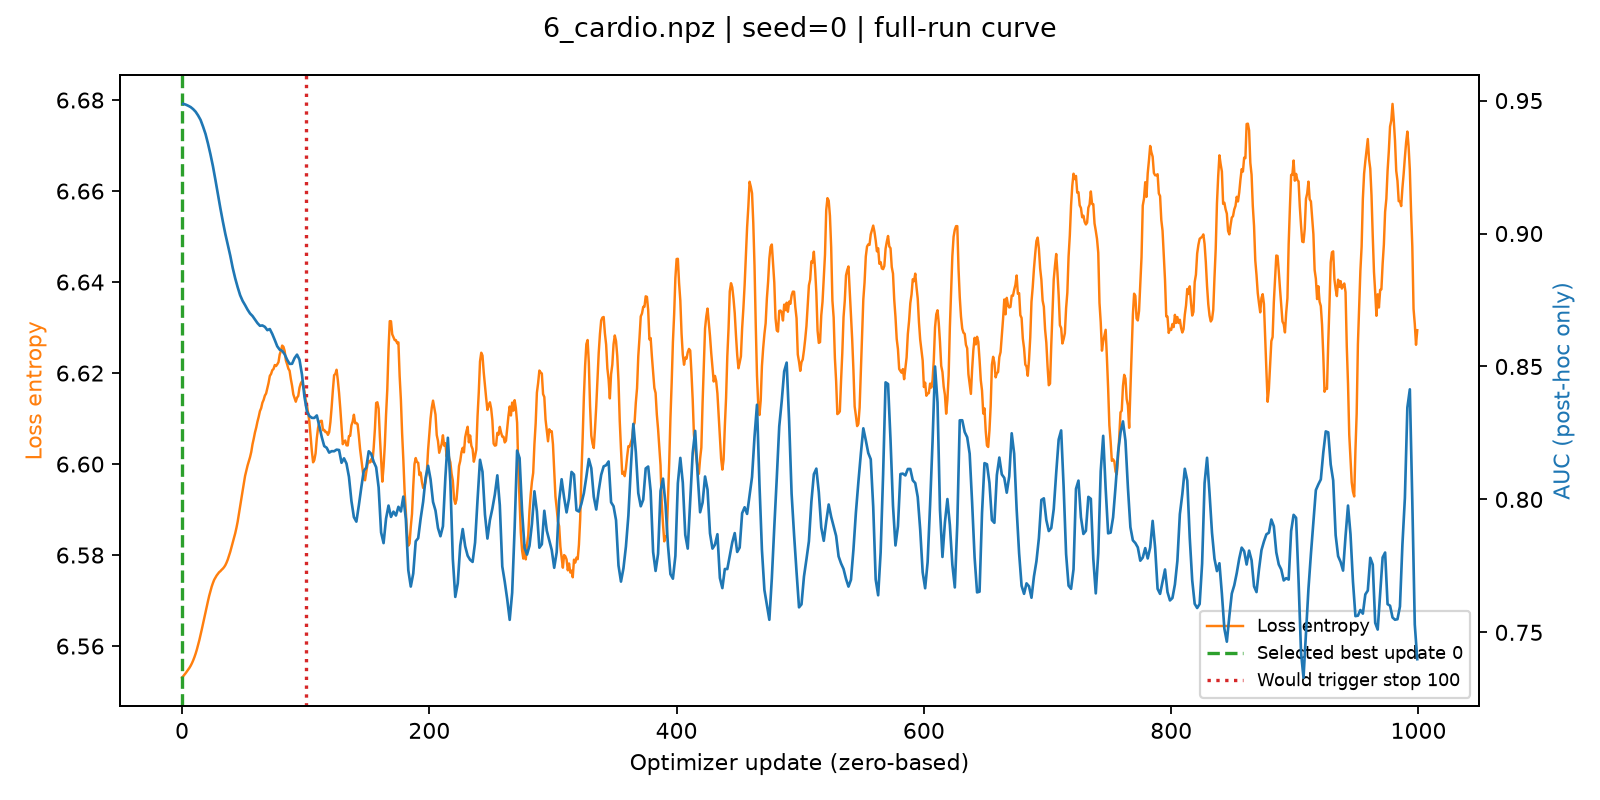 6_cardio.npz | seed=0 | full-run curve
6.68
6.66
6.64
6.62
6.60
6.58
6.56
Loss entropy
0.95
0.90
0.85
0.80
0.75
AUC (post-hoc only)
Loss entropy
Selected best update 0
Would trigger stop 100
0 200 400 600 800 1000
Optimizer update (zero-based)